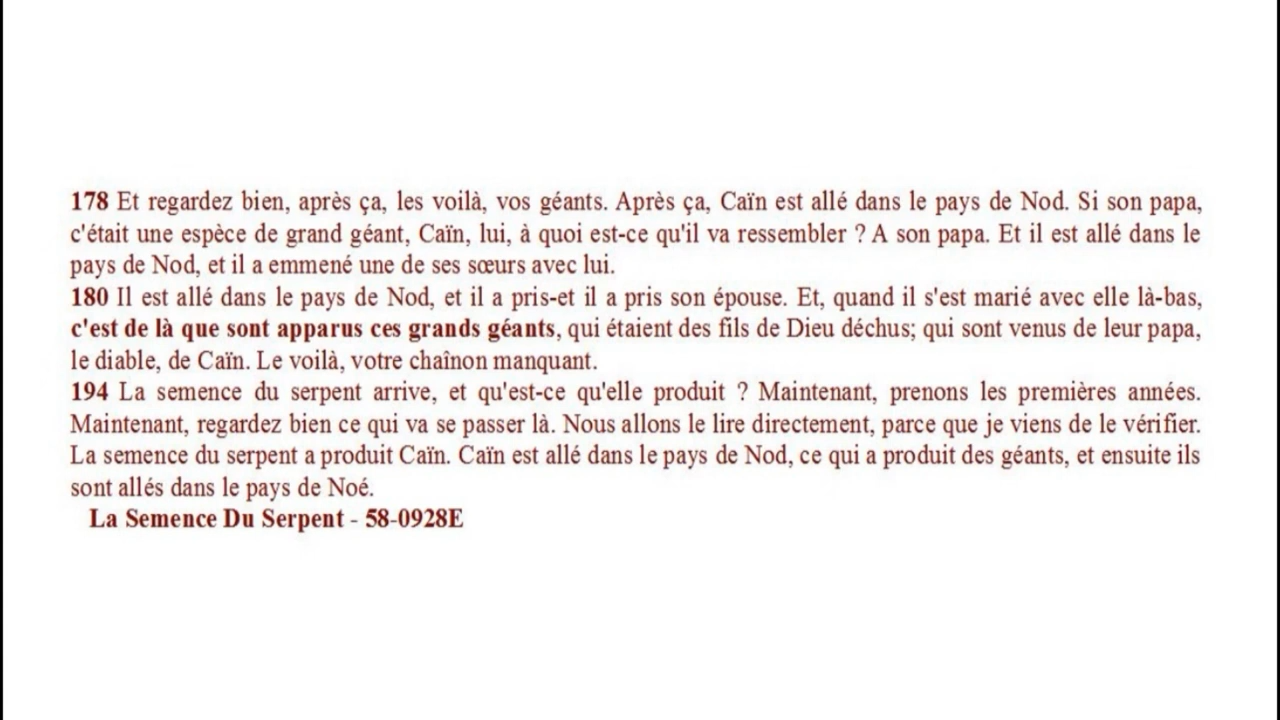 178 Et regardez bien, après ça, les voilà, vos géants. Après ça, Caïn est allé dans le pays de Nod. Si son papa,
c'était une espèce de grand géant, Caïn, lui, à quoi est-ce qu'il va ressembler ? A son papa. Et il est allé dans le
pays de Nod, et il a emmené une de ses sœurs avec lui.
180 Il est allé dans le pays de Nod, et il a pris-et il a pris son épouse. Et, quand il s'est marié avec elle là-bas,
c'est de là que sont apparus ces grands géants, qui étaient des fils de Dieu déchus; qui sont venus de leur papa,
le diable, de Caïn. Le voilà, votre chaînon manquant.
194 La semence du serpent arrive, et qu'est-ce qu'elle produit ? Maintenant, prenons les premières années.
Maintenant, regardez bien ce qui va se passer là. Nous allons le lire directement, parce que je viens de le vérifier.
La semence du serpent a produit Caïn. Caïn est allé dans le pays de Nod, ce qui a produit des géants, et ensuite ils
sont allés dans le pays de Noé.
La Semence Du Serpent - 58-0928E